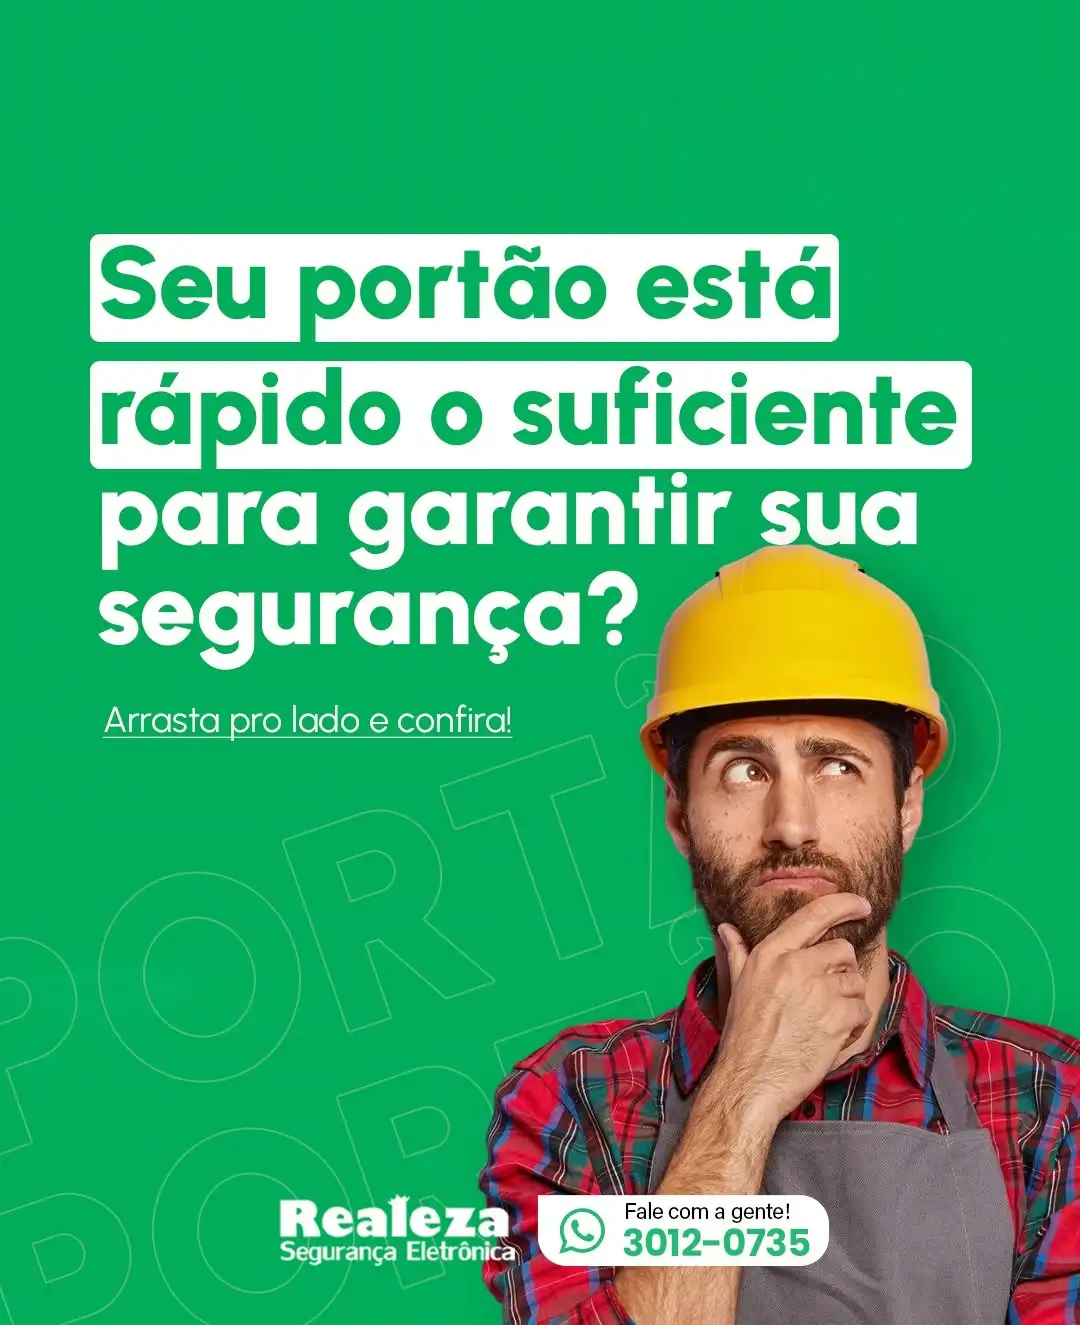 Seu portão está
rápido o suficiente
para garantir sua
segurança?
Arrasta pro lado e confira!
PORTÃO
PORTÃO
Realeza
Segurança Eletrônica
Fale com a gente!
3012-0735